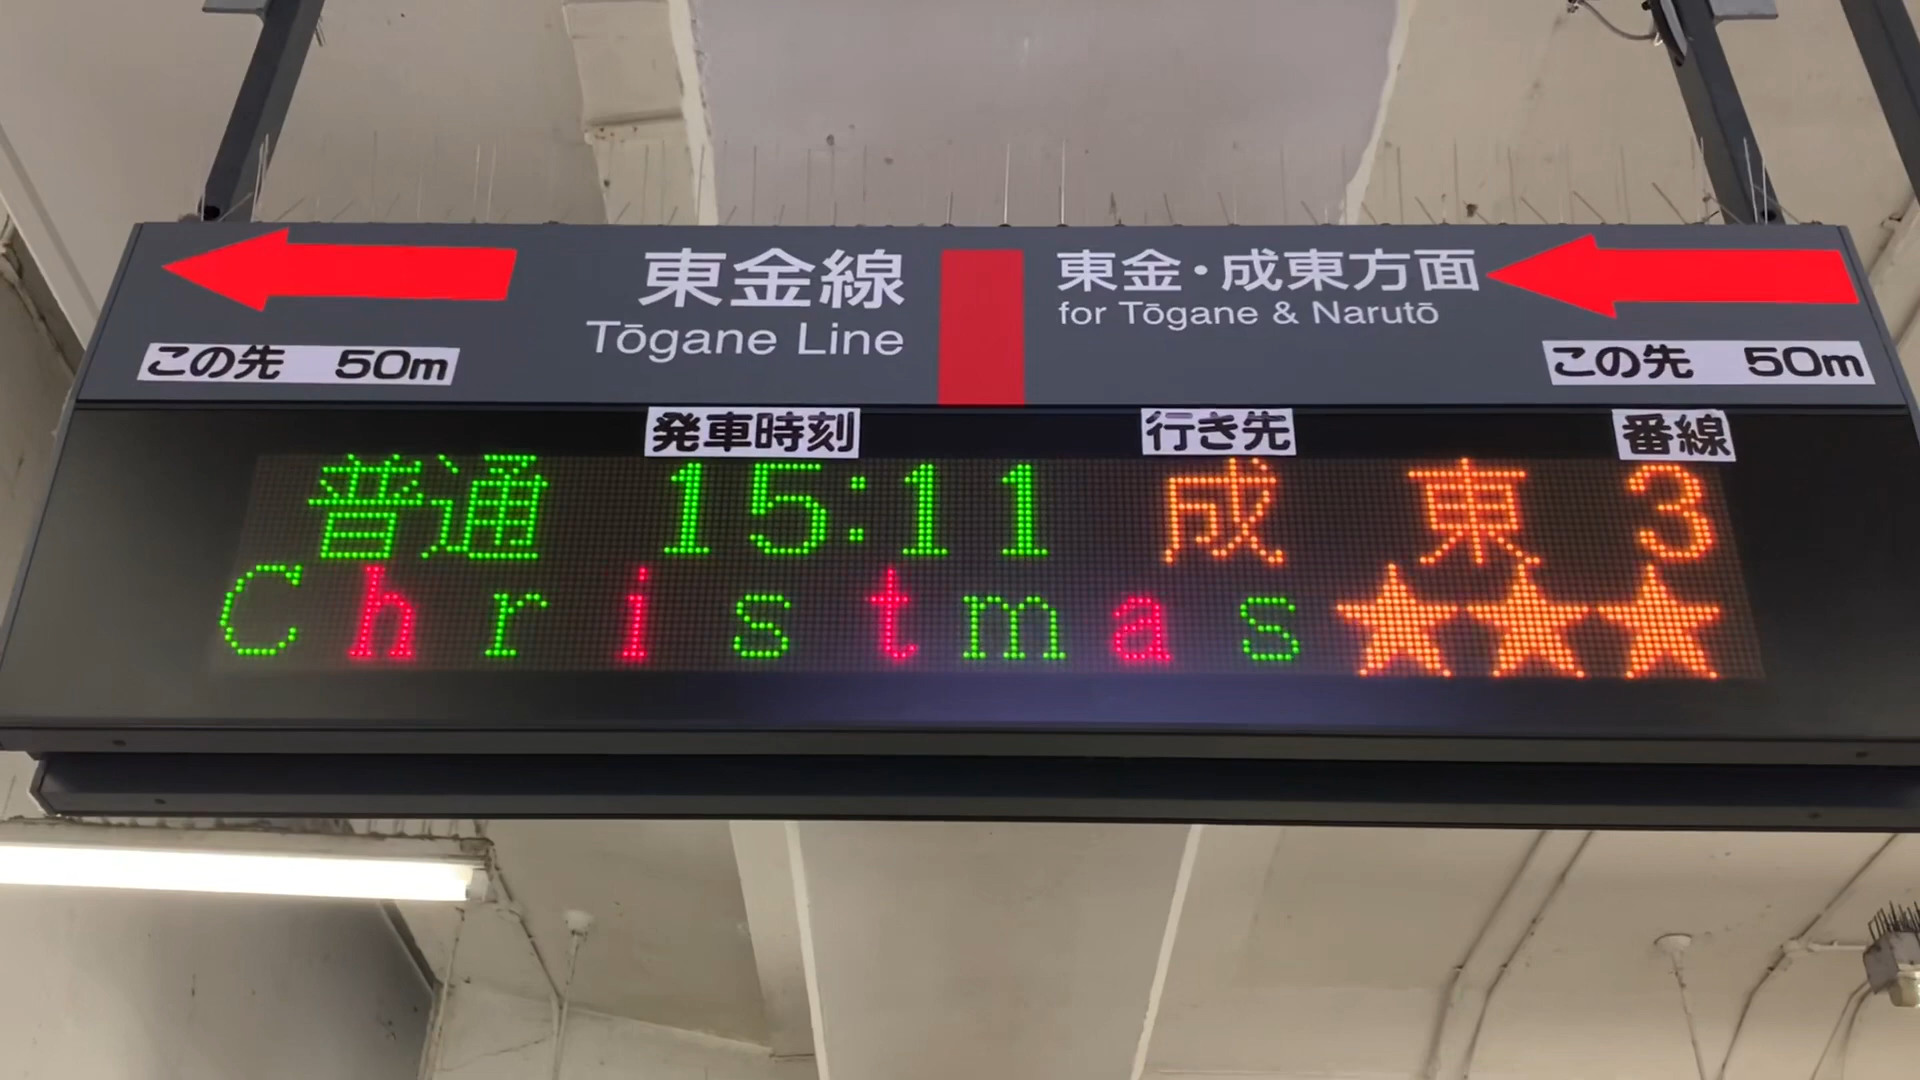 東金線 東金・成東方面
Tōgane Line for Tōgane & Narutō
この先 50m この先 50m
発車時刻 行き先 番線
普通 15:11 成東 3
Christmas★★★